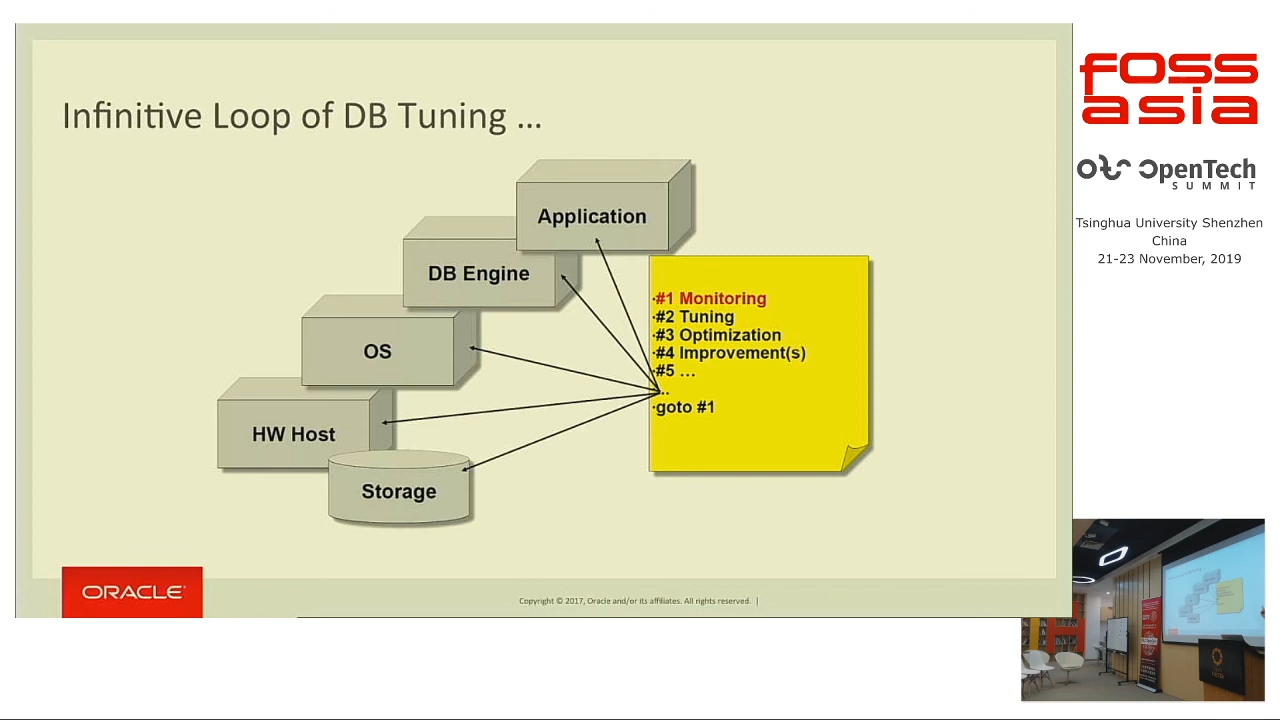 Infinitive Loop of DB Tuning ...
Application
DB Engine
OS
HW Host
Storage
·#1 Monitoring
·#2 Tuning
·#3 Optimization
·#4 Improvement(s)
·#5 …
...
·goto #1
ORACLE
Copyright © 2017, Oracle and/or its affiliates. All rights reserved. |
FOSS
asia
OpenTech
SUMMIT
Tsinghua University Shenzhen
China
21-23 November, 2019